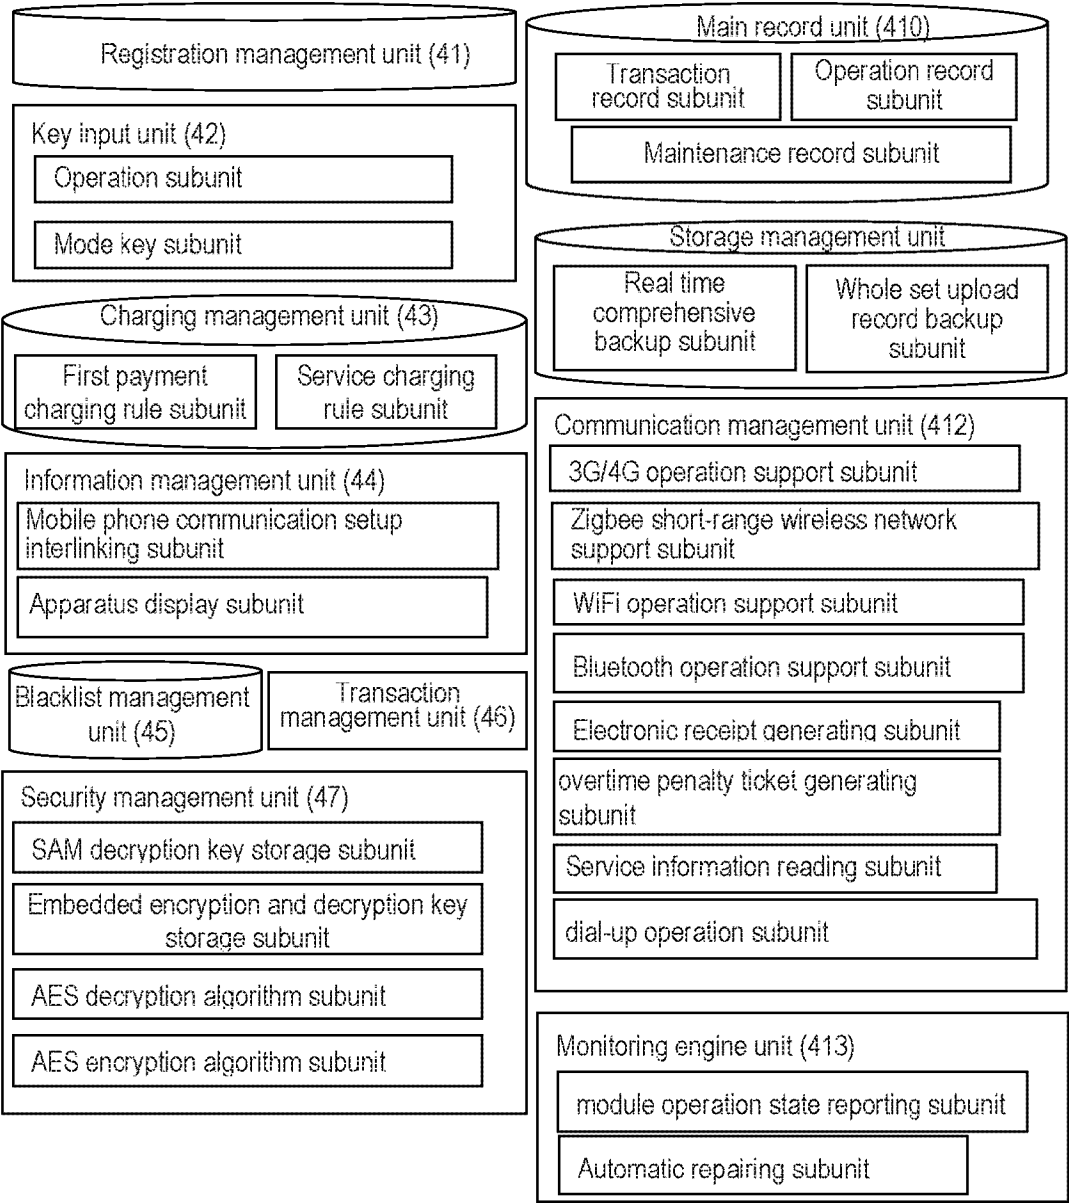 Registration management unit (41)
Key input unit (42)
Operation subunit
Mode key subunit
Charging management unit (43)
First payment
charging rule subunit
Service charging
rule subunit
Information management unit (44)
Mobile phone communication setup
interlinking subunit
Apparatus display subunit
Blacklist management
unit (45)
Transaction
management unit (46)
Security management unit (47)
SAM decryption key storage subunit
Embedded encryption and decryption key
storage subunit
AES decryption algorithm subunit
AES encryption algorithm subunit
Main record unit (410)
Transaction
record subunit
Operation record
subunit
Maintenance record subunit
Storage management unit
Real time
comprehensive
backup subunit
Whole set upload
record backup
subunit
Communication management unit (412)
3G/4G operation support subunit
Zigbee short-range wireless network
support subunit
WiFi operation support subunit
Bluetooth operation support subunit
Electronic receipt generating subunit
overtime penalty ticket generating
subunit
Service information reading subunit
dial-up operation subunit
Monitoring engine unit (413)
module operation state reporting subunit
Automatic repairing subunit